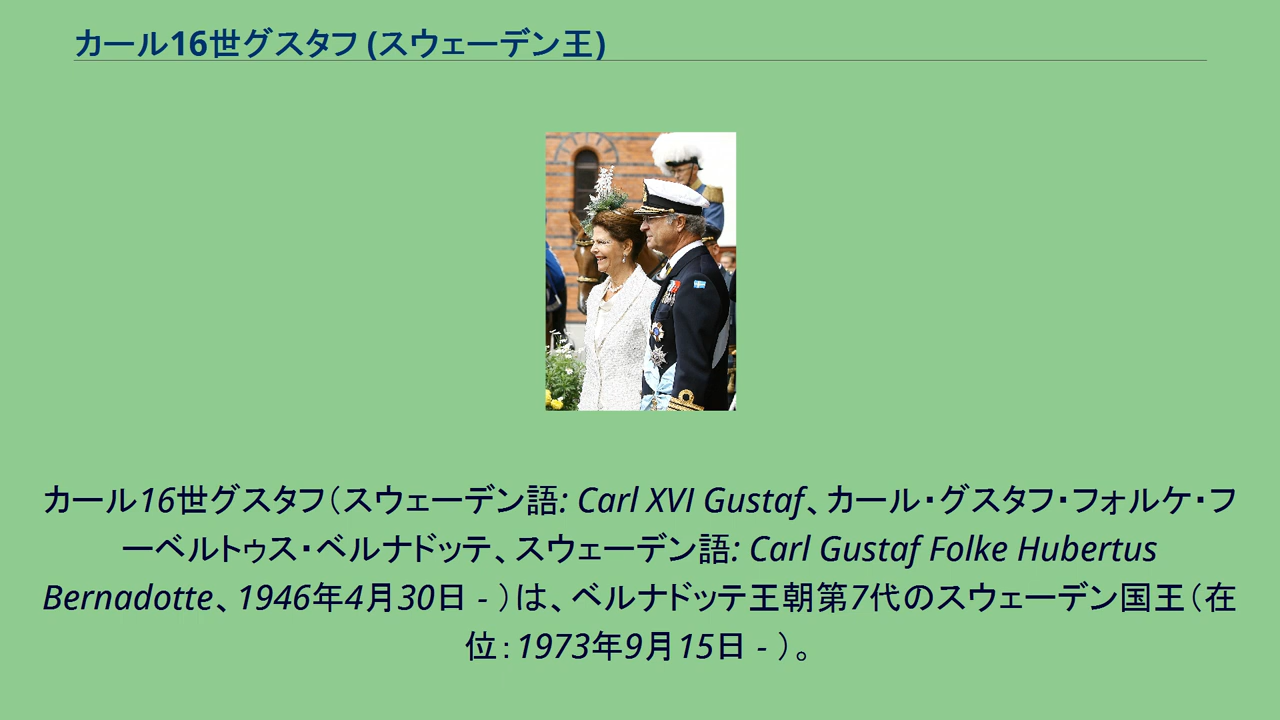 カール16世グスタフ (スウェーデン王)
カール16世グスタフ（スウェーデン語: Carl XVI Gustaf、カール・グスタフ・フォルケ・フ
ーベルトゥス・ベルナドッテ、スウェーデン語: Carl Gustaf Folke Hubertus
Bernadotte、1946年4月30日 - ）は、ベルナドッテ王朝第7代のスウェーデン国王（在
位：1973年9月15日 - ）。